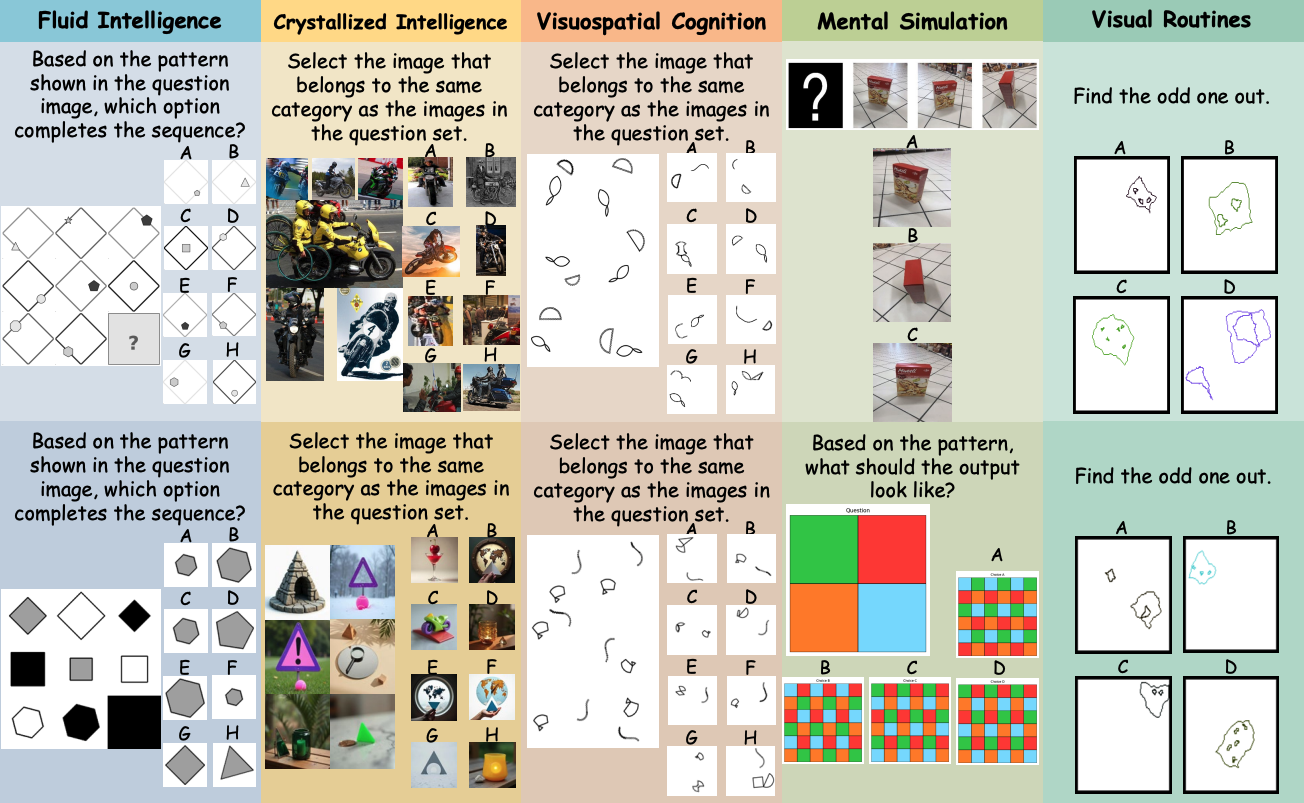 Fluid Intelligence
Crystallized Intelligence
Visuospatial Cognition
Mental Simulation
Visual Routines
Based on the pattern
shown in the question
image, which option
completes the sequence?
A
B
C
D
E
F
G
H
?
Select the image that
belongs to the same
category as the images in
the question set.
A
B
C
D
E
F
G
H
4
Select the image that
belongs to the same
category as the images in
the question set.
A
B
C
D
E
F
G
H
?
A
B
C
Find the odd one out.
A
B
C
D
Based on the pattern
shown in the question
image, which option
completes the sequence?
A
B
C
D
E
F
G
H
Select the image that
belongs to the same
category as the images in
the question set.
A
B
C
D
E
F
G
H
!
Select the image that
belongs to the same
category as the images in
the question set.
A
B
C
D
E
F
G
H
Based on the pattern,
what should the output
look like?
Question
A
Choice A
B
C
D
Choice B
Choice C
Choice D
Find the odd one out.
A
B
C
D